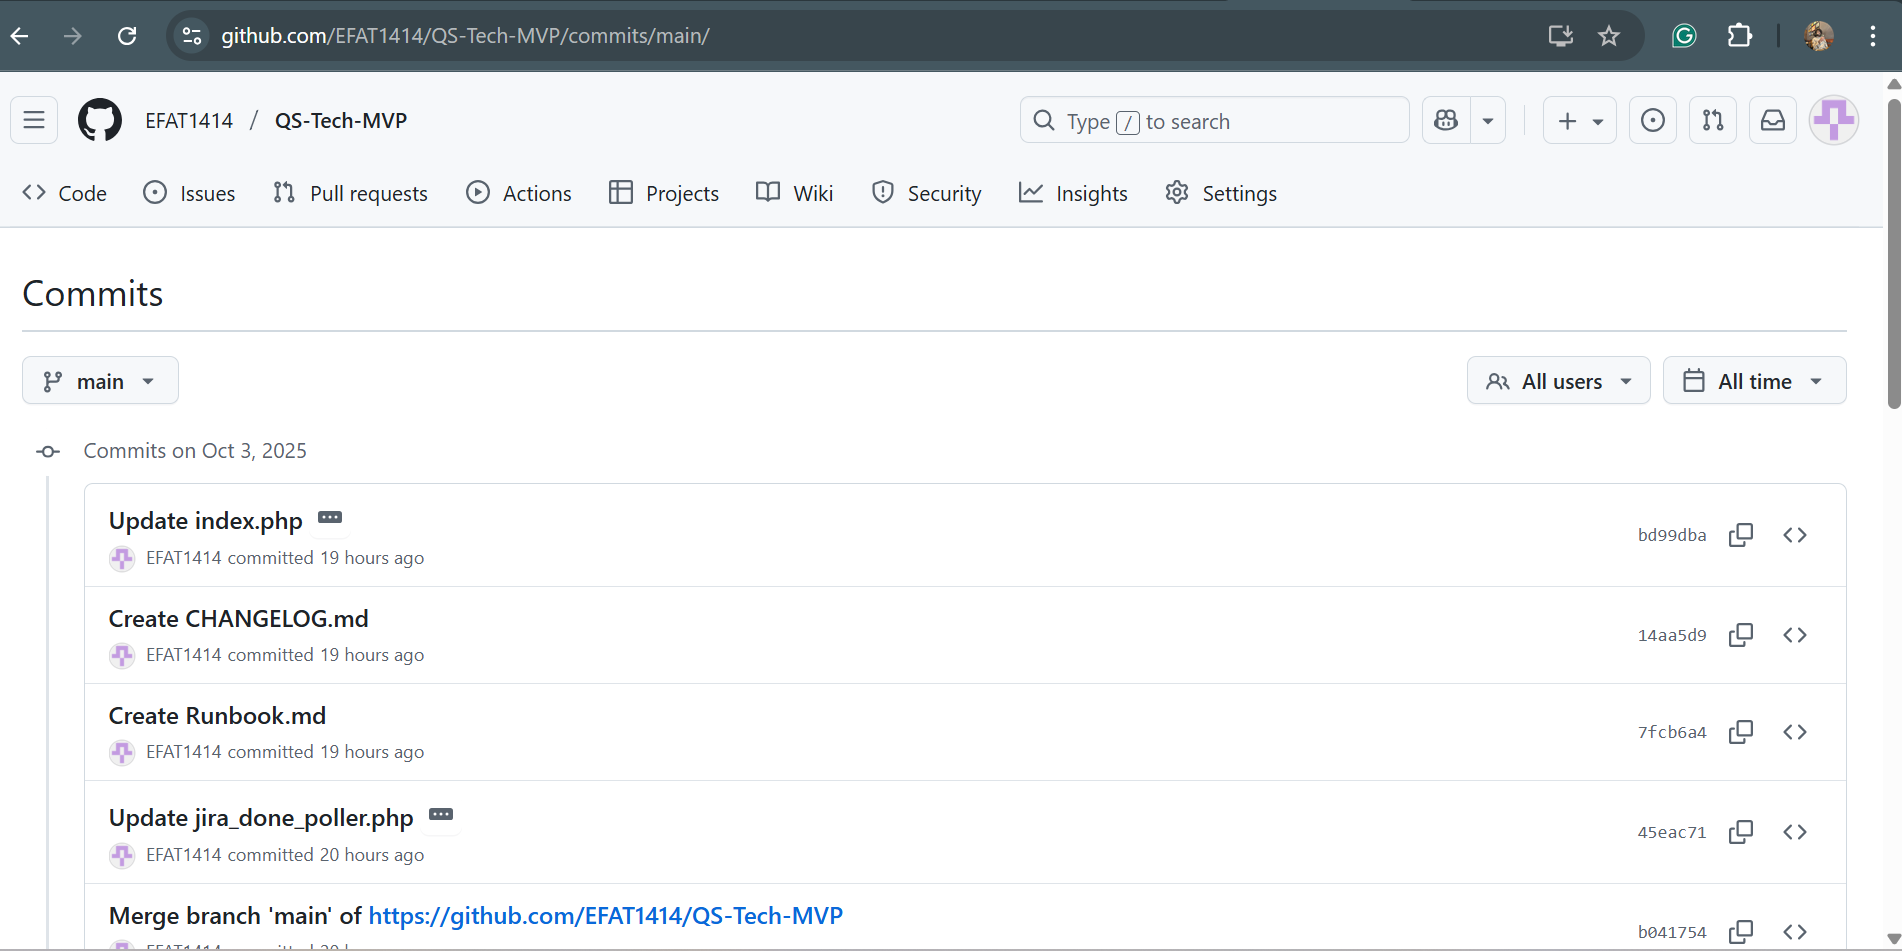 github.com/EFAT1414/QS-Tech-MVP/commits/main/
EFAT1414 / QS-Tech-MVP
Type / to search
Code Issues Pull requests Actions Projects Wiki Security Insights Settings
Commits
main
All users
All time
Commits on Oct 3, 2025
Update index.php
EFAT1414 committed 19 hours ago
bd99dba
Create CHANGELOG.md
EFAT1414 committed 19 hours ago
14aa5d9
Create Runbook.md
EFAT1414 committed 19 hours ago
7fcb6a4
Update jira_done_poller.php
EFAT1414 committed 20 hours ago
45eac71
Merge branch 'main' of https://github.com/EFAT1414/QS-Tech-MVP
b041754